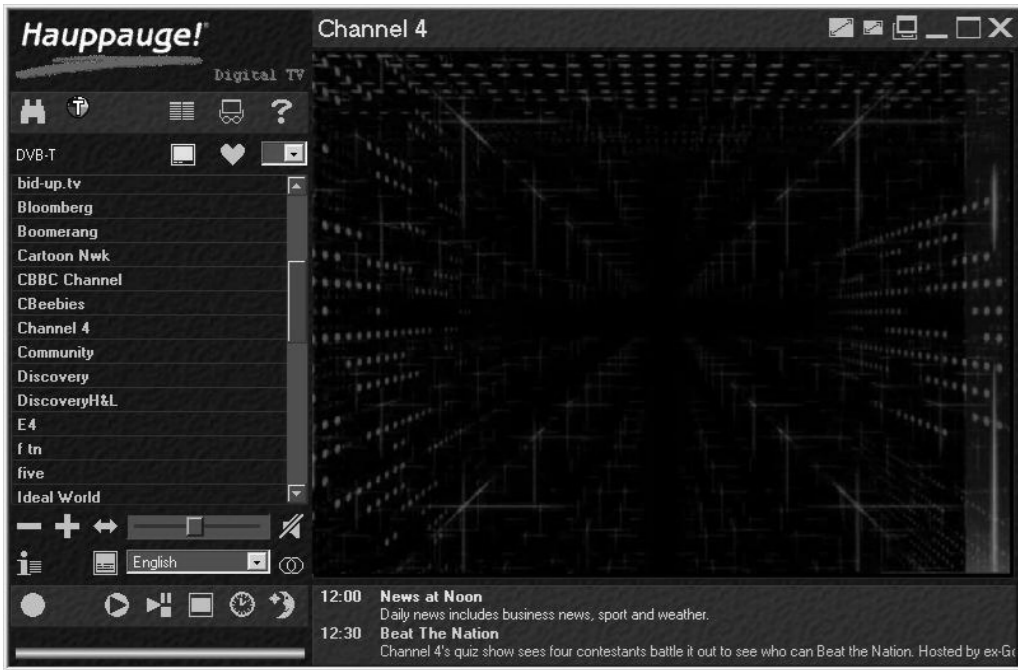 Hauppauge!
Digital TV
Channel 4
DVB-T
bid-up.tv
Bloomberg
Boomerang
Cartoon Nwk
CBBC Channel
CBeebies
Channel 4
Community
Discovery
DiscoveryH&L
E4
f tn
five
Ideal World
English
12:00 News at Noon
Daily news includes business news, sport and weather.
12:30 Beat The Nation
Channel 4's quiz show sees four contestants battle it out to see who can Beat the Nation. Hosted by ex-G